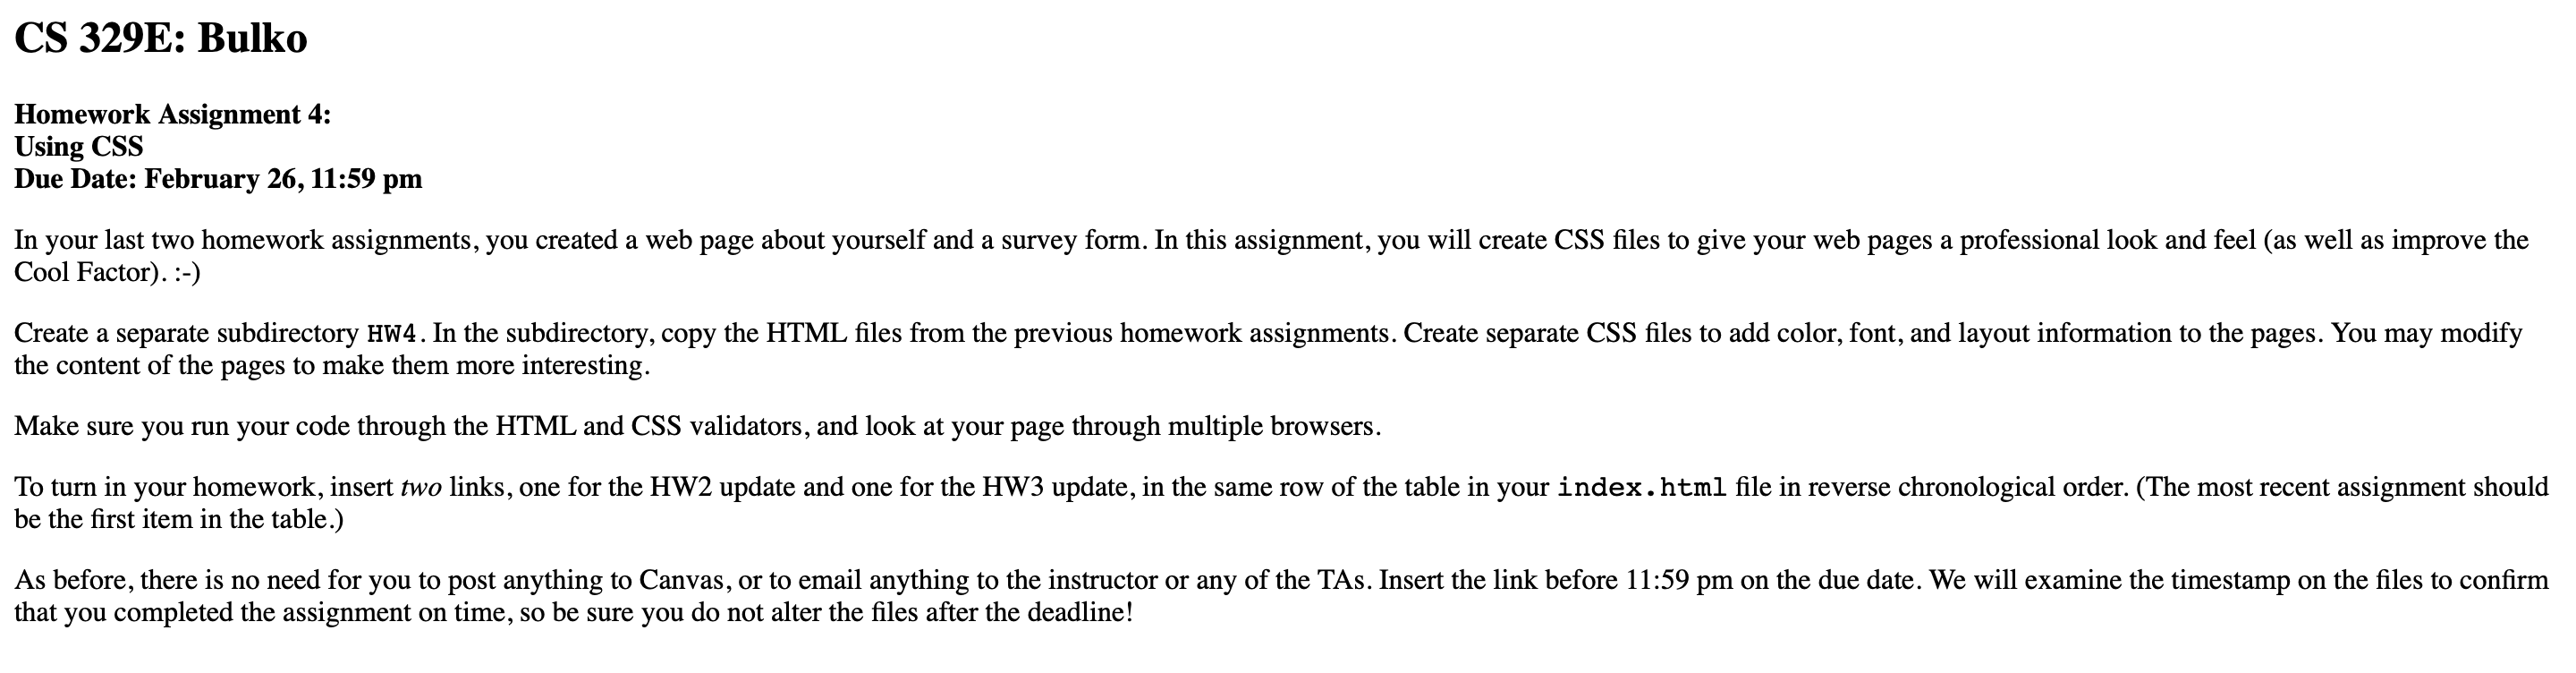 CS 329E: Bulko
Homework Assignment 4:
Using CSS
Due Date: February 26, 11:59 pm
In your last two homework assignments, you created a web page about yourself and a survey form. In this assignment, you will create CSS files to give your web pages a professional look and feel (as well as improve the
Cool Factor). :-)
Create a separate subdirectory HW4. In the subdirectory, copy the HTML files from the previous homework assignments. Create separate CSS files to add color, font, and layout information to the pages. You may modify
the content of the pages to make them more interesting.
Make sure you run your code through the HTML and CSS validators, and look at your page through multiple browsers.
To turn in your homework, insert two links, one for the HW2 update and one for the HW3 update, in the same row of the table in your index.html file in reverse chronological order. (The most recent assignment should
be the first item in the table.)
As before, there is no need for you to post anything to Canvas, or to email anything to the instructor or any of the TAs. Insert the link before 11:59 pm on the due date. We will examine the timestamp on the files to confirm
that you completed the assignment on time, so be sure you do not alter the files after the deadline!